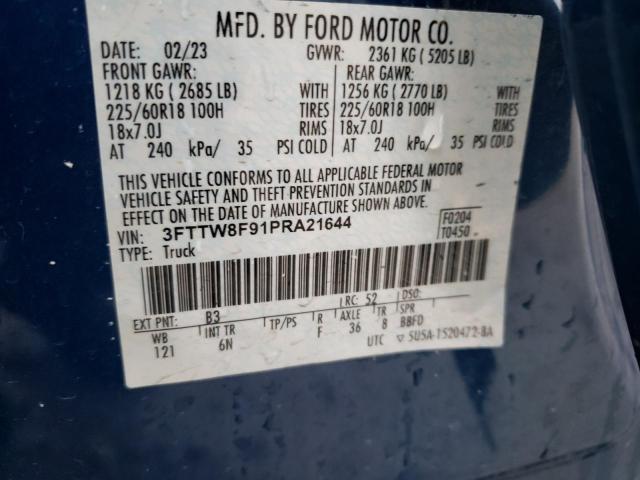 MFD. BY FORD MOTOR CO.
DATE: 02/23 GVWR: 2361 KG ( 5205 LB)
FRONT GAWR: REAR GAWR:
1218 KG ( 2685 LB) WITH 1256 KG ( 2770 LB) WITH
225/60R18 100H TIRES 225/60R18 100H TIRES
18x7.0J RIMS 18x7.0J RIMS
AT 240 kPa/ 35 PSI COLD AT 240 kPa/ 35 PSI COLD
THIS VEHICLE CONFORMS TO ALL APPLICABLE FEDERAL MOTOR
VEHICLE SAFETY AND THEFT PREVENTION STANDARDS IN
EFFECT ON THE DATE OF MANUFACTURE SHOWN ABOVE.
VIN: 3FTTW8F91PRA21644 F0204
TYPE: Truck T0450
EXT PNT: B3 RC: 52 DSO:
WB INT TR TP/PS R AXLE TR SPR
121 6N F 36 8 BBFD
UTC ▽ 5U5A-1520472-BA